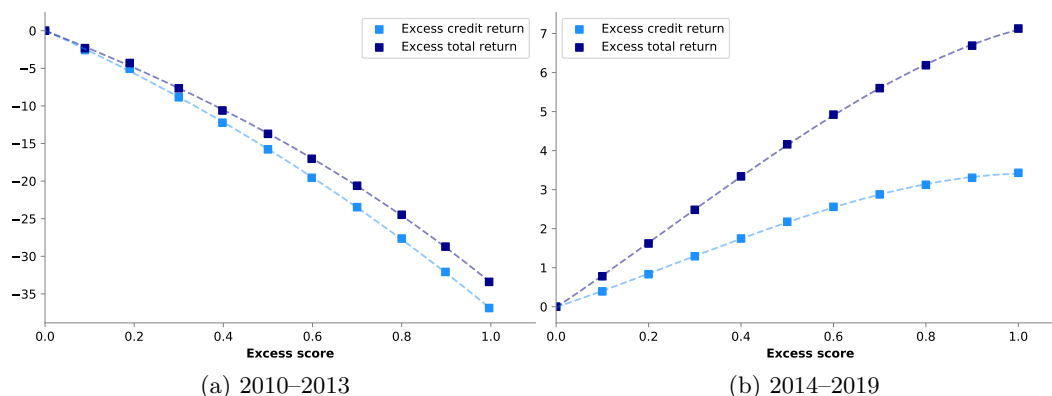 Excess credit return
Excess total return
0
−5
−10
−15
−20
−25
−30
−35
0.0 0.2 0.4 0.6 0.8 1.0
Excess score
(a) 2010–2013
Excess credit return
Excess total return
7
6
5
4
3
2
1
0
0.0 0.2 0.4 0.6 0.8 1.0
Excess score
(b) 2014–2019